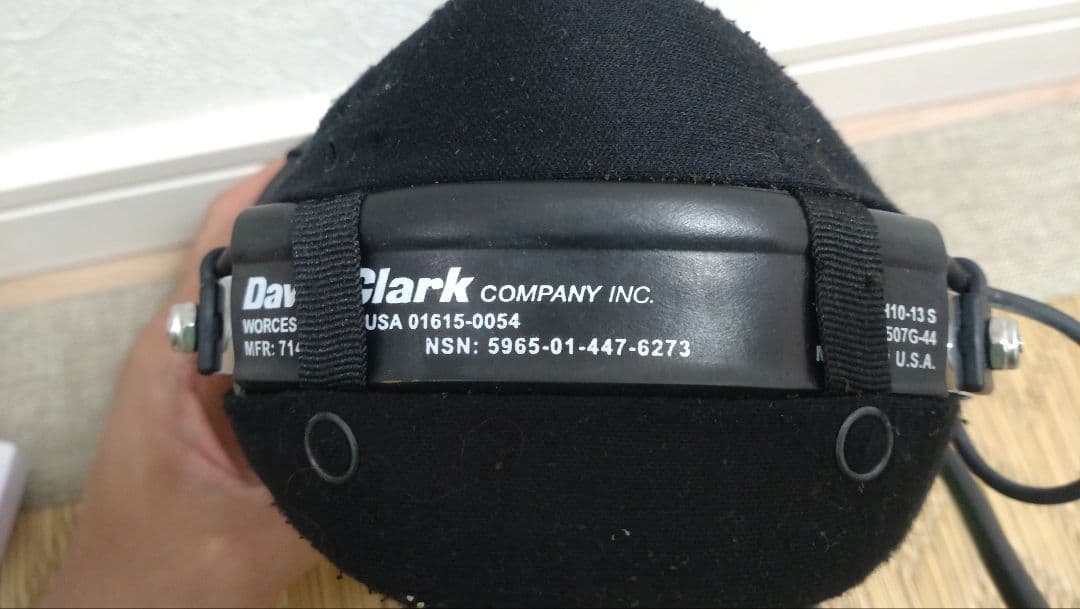 Dav Clark COMPANY INC.
WORCES USA 01615-0054
MFR: 714 NSN: 5965-01-447-6273
H10-13 S
507G-44
U.S.A.